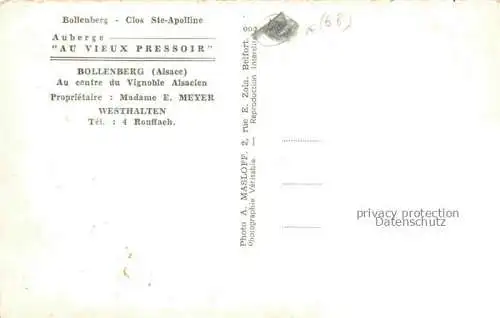 Bollenberg - Clos Ste-Apolline
Auberge
"AU VIEUX PRESSOIR"
BOLLENBERG (Alsace)
Au centre du Vignoble Alsacien
Propriétaire : Madame E. MEYER
WESTHALTEN
Tél. : 4 Rouffach.
Photo A. MASLOFF. 2, rue E. Zola. Belfort.
Photographie Véritable. — Reproduction Interdite
(68)
privacy protection
Datenschutz